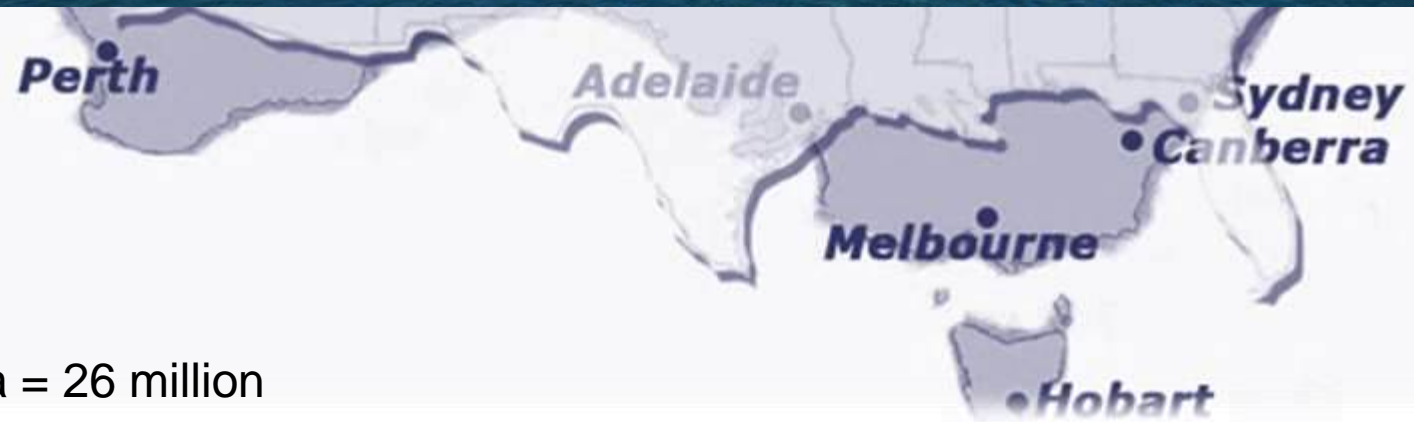 Perth
Adelaide
Sydney
Canberra
Melbourne
a = 26 million
Hobart